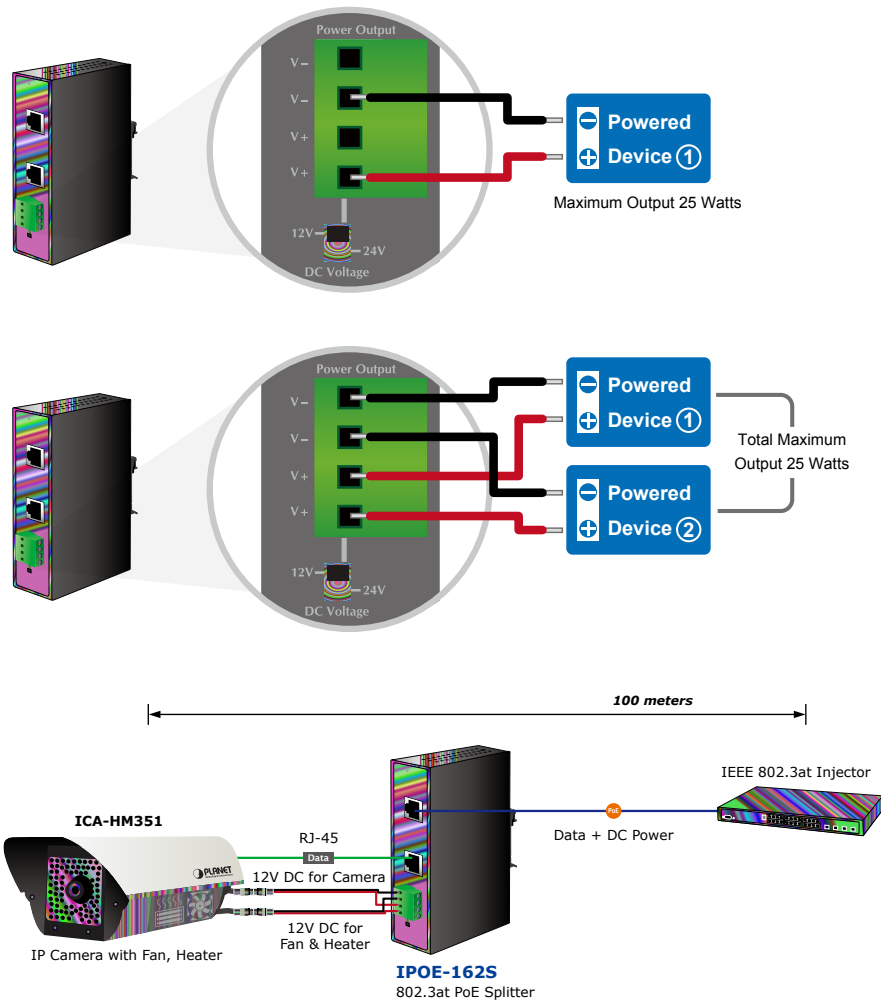 Power Output
V –
V –
V +
V +
12V
24V
DC Voltage
Powered
Device 1
Maximum Output 25 Watts
Power Output
V –
V –
V +
V +
12V
24V
DC Voltage
Powered
Device 1
Powered
Device 2
Total Maximum
Output 25 Watts
100 meters
IEEE 802.3at Injector
PoE
Data + DC Power
ICA-HM351
RJ-45
Data
PLANET
12V DC for Camera
12V DC for
Fan & Heater
IP Camera with Fan, Heater
IPOE-162S
802.3at PoE Splitter